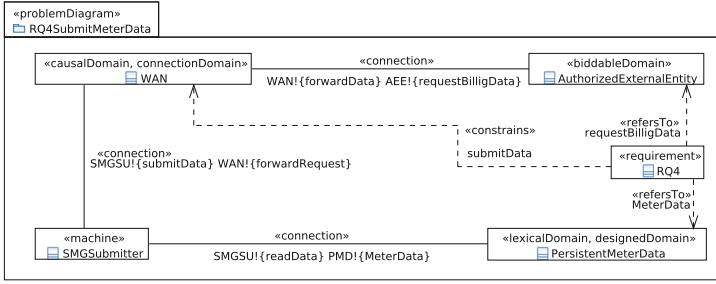 «problemDiagram»
RQ4SubmitMeterData
«causalDomain, connectionDomain»
WAN
«connection»
WAN!{forwardData} AEE!{requestBilligData}
«biddableDomain»
AuthorizedExternalEntity
«constrains»
submitData
«refersTo»
requestBilligData
«connection»
SMGSU!{submitData} WAN!{forwardRequest}
«requirement»
RQ4
«refersTo»
MeterData
«machine»
SMGSubmitter
«connection»
SMGSU!{readData} PMD!{MeterData}
«lexicalDomain, designedDomain»
PersistentMeterData